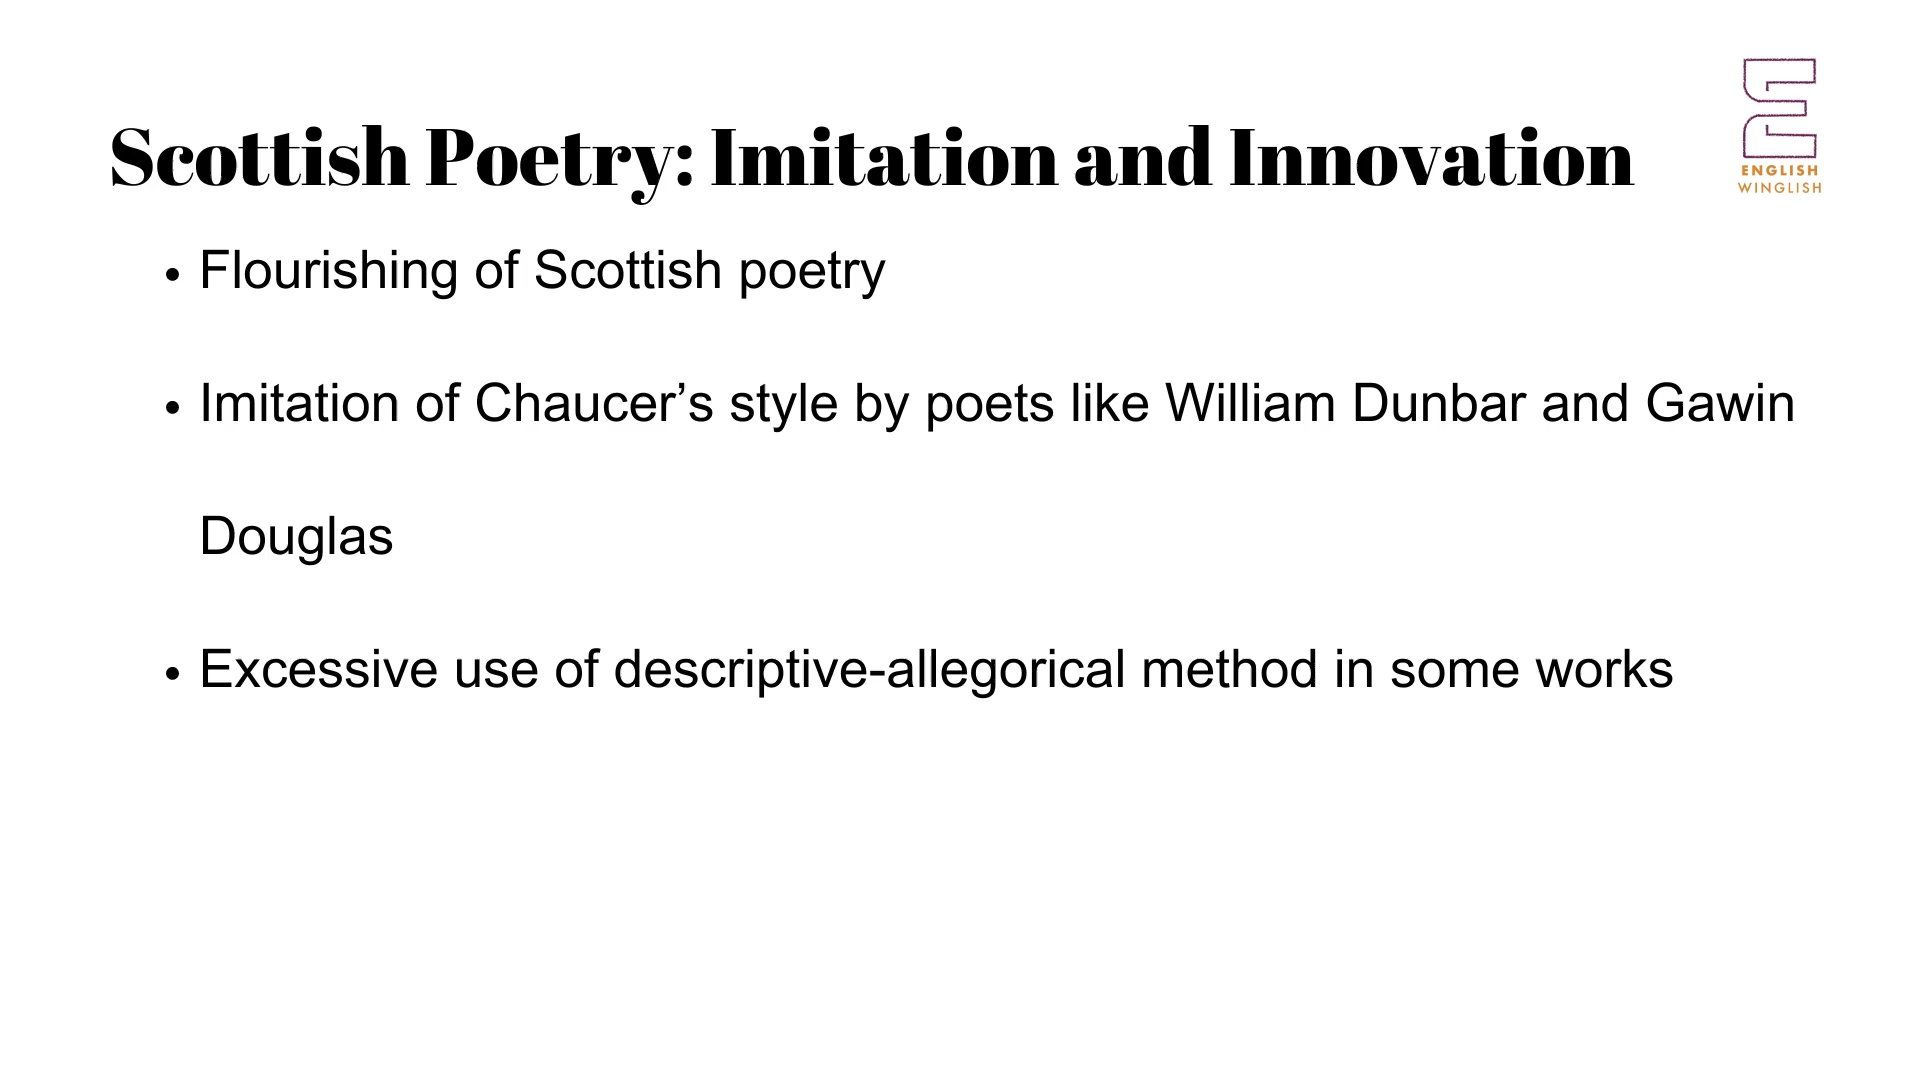 Scottish Poetry: Imitation and Innovation
ENGLISH
WINGLISH
• Flourishing of Scottish poetry
• Imitation of Chaucer’s style by poets like William Dunbar and Gawin
Douglas
• Excessive use of descriptive-allegorical method in some works